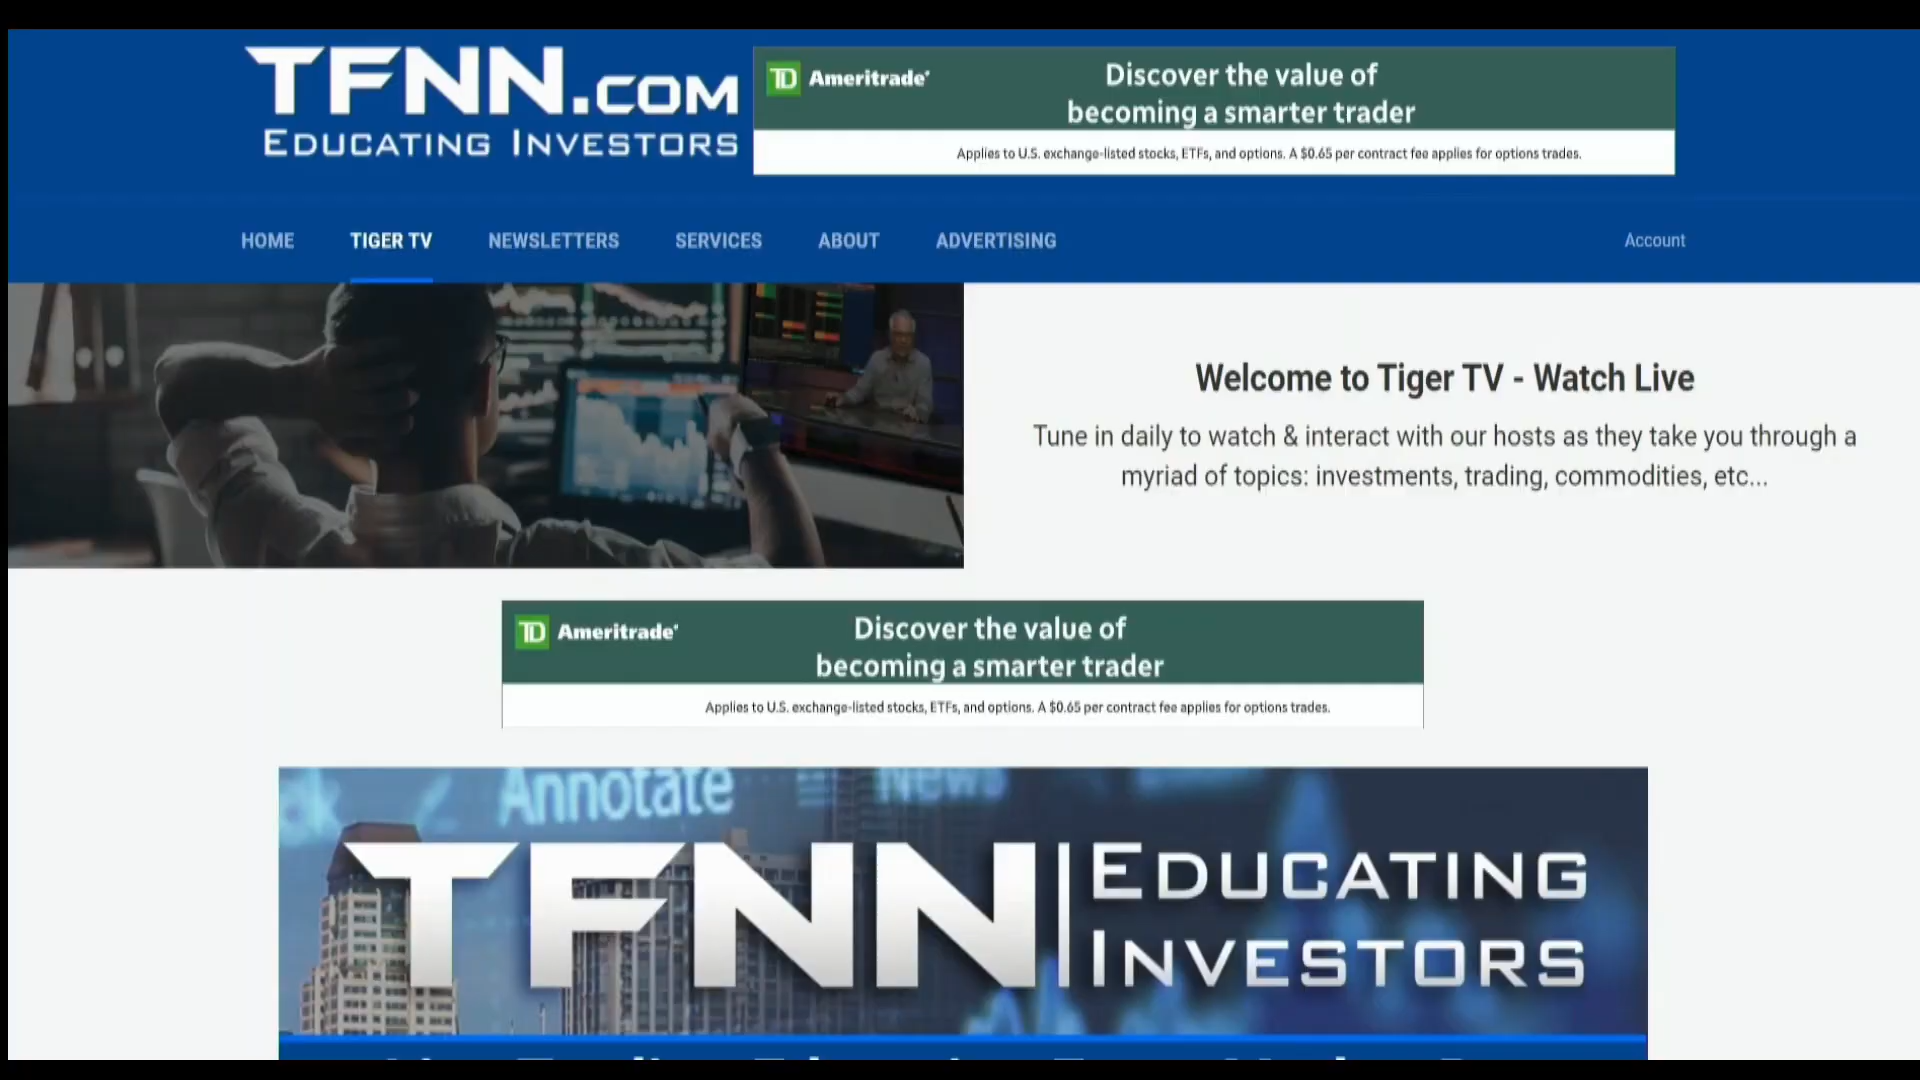 TFNN.COM
EDUCATING INVESTORS
TD Ameritrade
Discover the value of
becoming a smarter trader
Applies to U.S. exchange-listed stocks, ETFs, and options. A $0.65 per contract fee applies for options trades.
HOME TIGER TV NEWSLETTERS SERVICES ABOUT ADVERTISING Account
Welcome to Tiger TV - Watch Live
Tune in daily to watch & interact with our hosts as they take you through a
myriad of topics: investments, trading, commodities, etc...
TD Ameritrade
Discover the value of
becoming a smarter trader
Applies to U.S. exchange-listed stocks, ETFs, and options. A $0.65 per contract fee applies for options trades.
Annotate News
TFNN
EDUCATING
INVESTORS